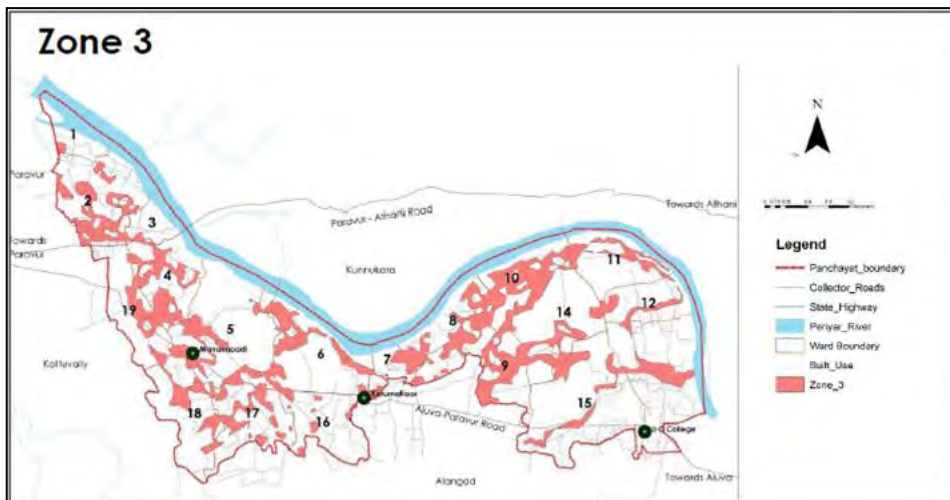 Zone 3
N
1
Paravur
2
3
Paravur - Athani Road
Towards Athani
Towards
Paravur
Kunnukara
4
10
11
19
14
12
8
5
6
7
9
18
17
16
15
Aluva-Paravur Road
U C College
Alangad
Towards Aluva
Legend
Panchayat_boundary
Collector_Roads
State_Highway
Periyar_River
Ward Boundary
Built_Use
Zone_3